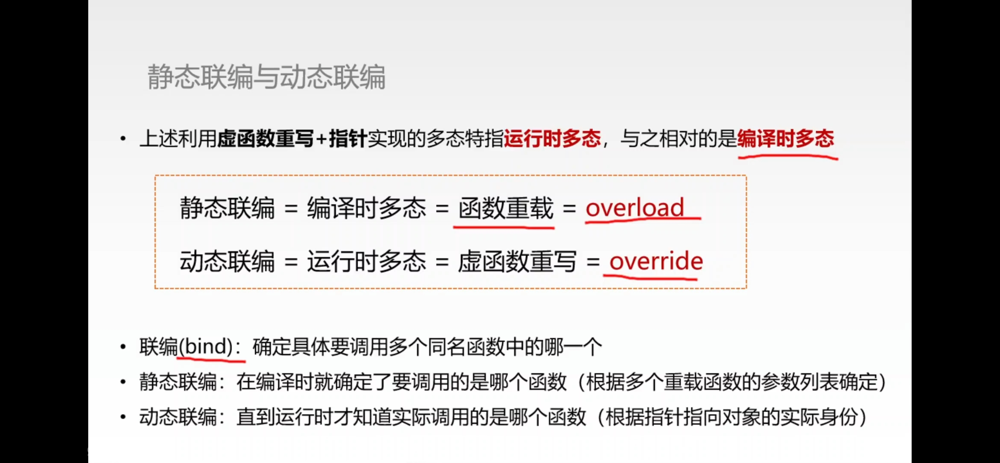 静态联编与动态联编
• 上述利用虚函数重写+指针实现的多态特指运行时多态，与之相对的是编译时多态
静态联编 = 编译时多态 = 函数重载 = overload
动态联编 = 运行时多态 = 虚函数重写 = override
• 联编(bind)：确定具体要调用多个同名函数中的哪一个
• 静态联编：在编译时就确定了要调用的是哪个函数（根据多个重载函数的参数列表确定）
• 动态联编：直到运行时才知道实际调用的是哪个函数（根据指针指向对象的实际身份）